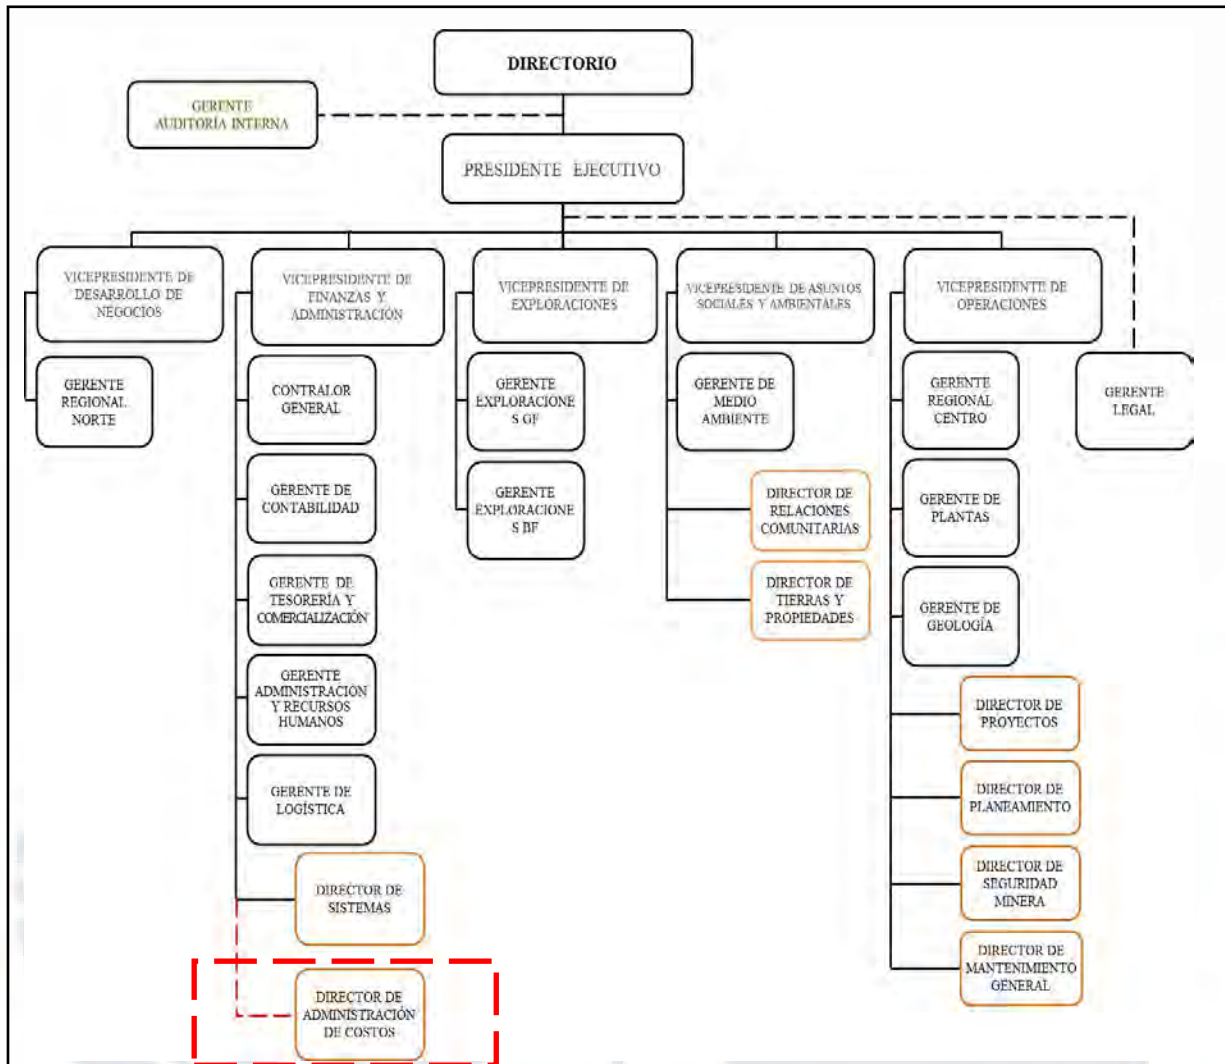 DIRECTORIO
GERENTE
AUDITORÍA INTERNA
PRESIDENTE EJECUTIVO
VICEPRESIDENTE DE
DESARROLLO DE
NEGOCIOS
VICEPRESIDENTE DE
FINANZAS Y
ADMINISTRACIÓN
VICEPRESIDENTE DE
EXPLORACIONES
VICEPRESIDENTE DE ASUNTOS
SOCIALES Y AMBIENTALES
VICEPRESIDENTE DE
OPERACIONES
GERENTE
REGIONAL
NORTE
CONTRALOR
GENERAL
GERENTE
EXPLORACIONE
S GF
GERENTE DE
MEDIO
AMBIENTE
GERENTE
REGIONAL
CENTRO
GERENTE
LEGAL
GERENTE DE
CONTABILIDAD
GERENTE
EXPLORACIONE
S BF
DIRECTOR DE
RELACIONES
COMUNITARIAS
GERENTE DE
PLANTAS
GERENTE DE
TESORERÍA Y
COMERCIALIZACIÓN
DIRECTOR DE
TIERRAS Y
PROPIEDADES
GERENTE DE
GEOLOGÍA
GERENTE
ADMINISTRACIÓN
Y RECURSOS
HUMANOS
DIRECTOR DE
PROYECTOS
GERENTE DE
LOGÍSTICA
DIRECTOR DE
PLANEAMIENTO
DIRECTOR DE
SISTEMAS
DIRECTOR DE
SEGURIDAD
MINERA
DIRECTOR DE
MANTENIMIENTO
GENERAL
DIRECTOR DE
ADMINISTRACIÓN
DE COSTOS